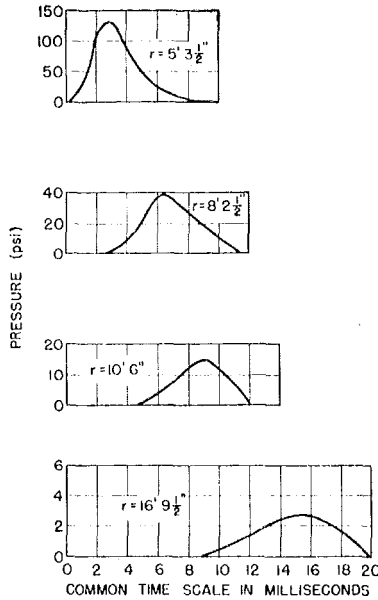 150
100
50
0
r = 5' 3 1/2"
40
20
0
r = 8' 2 1/2"
PRESSURE (psi)
20
10
0
r = 10' 6"
6
4
2
0
r = 16' 9 1/2"
0 2 4 6 8 10 12 14 16 18 20
COMMON TIME SCALE IN MILLISECONDS